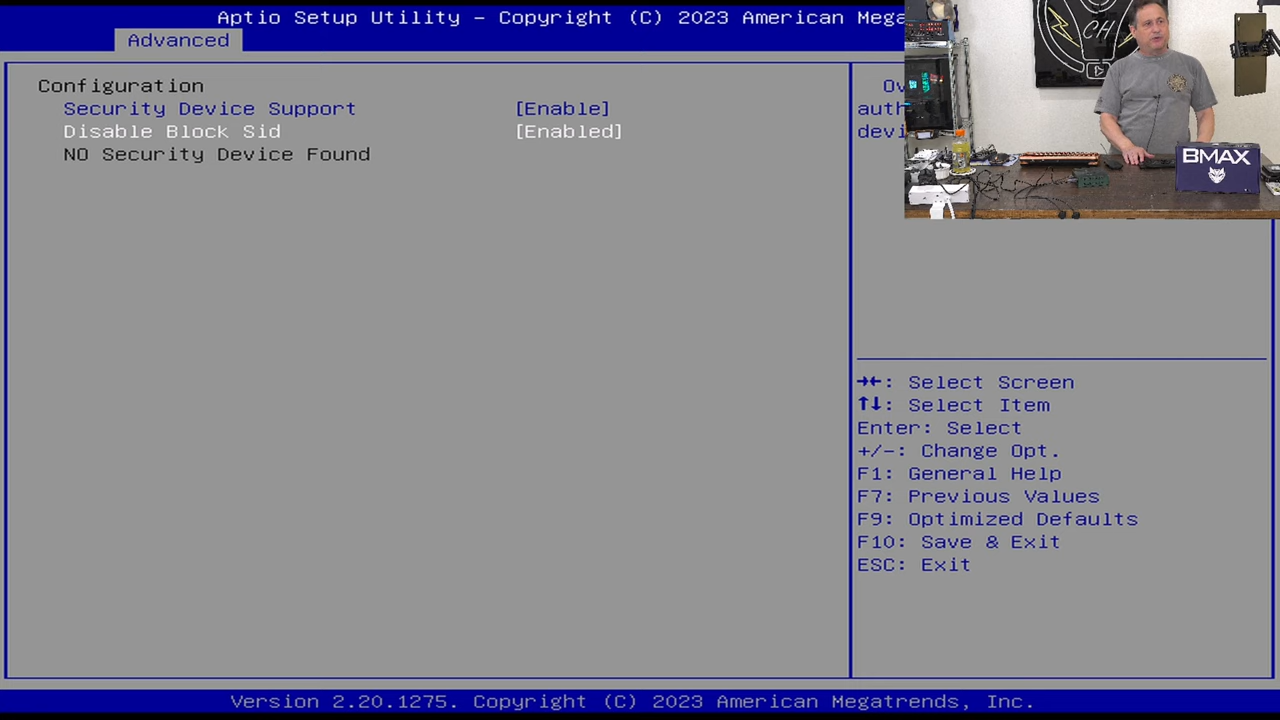 Aptio Setup Utility – Copyright (C) 2023 American
Advanced
Configuration
Security Device Support [Enable]
Disable Block Sid [Enabled]
NO Security Device Found
→←: Select Screen
↑↓: Select Item
Enter: Select
+/-: Change Opt.
F1: General Help
F7: Previous Values
F9: Optimized Defaults
F10: Save & Exit
ESC: Exit
Version 2.20.1275. Copyright (C) 2023 American Megatrends, Inc.
CH
BMAX